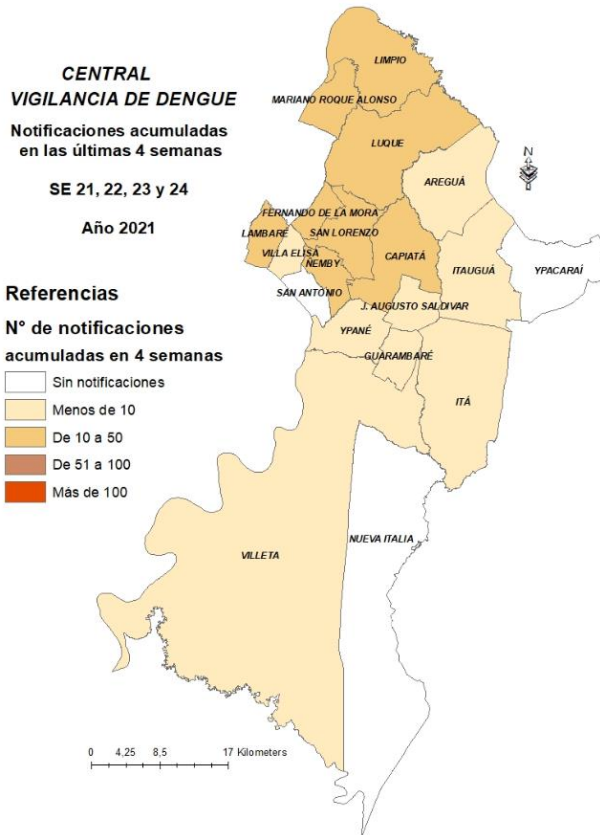 CENTRAL
VIGILANCIA DE DENGUE
Notificaciones acumuladas
en las últimas 4 semanas
SE 21, 22, 23 y 24
Año 2021
Referencias
N° de notificaciones
acumuladas en 4 semanas
Sin notificaciones
Menos de 10
De 10 a 50
De 51 a 100
Más de 100
LIMPIO
MARIANO ROQUE ALONSO
LUQUE
N
AREGUÁ
FERNANDO DE LA MORA
LAMBARÉ
SAN LORENZO
VILLA ELISA
ÑEMBY
CAPIATÁ
ITAUGUÁ
YPACARAÍ
SAN ANTONIO
J. AUGUSTO SALDIVAR
YPANÉ
GUARAMBARÉ
ITÁ
VILLETA
NUEVA ITALIA
0 4,25 8,5 17 Kilometers